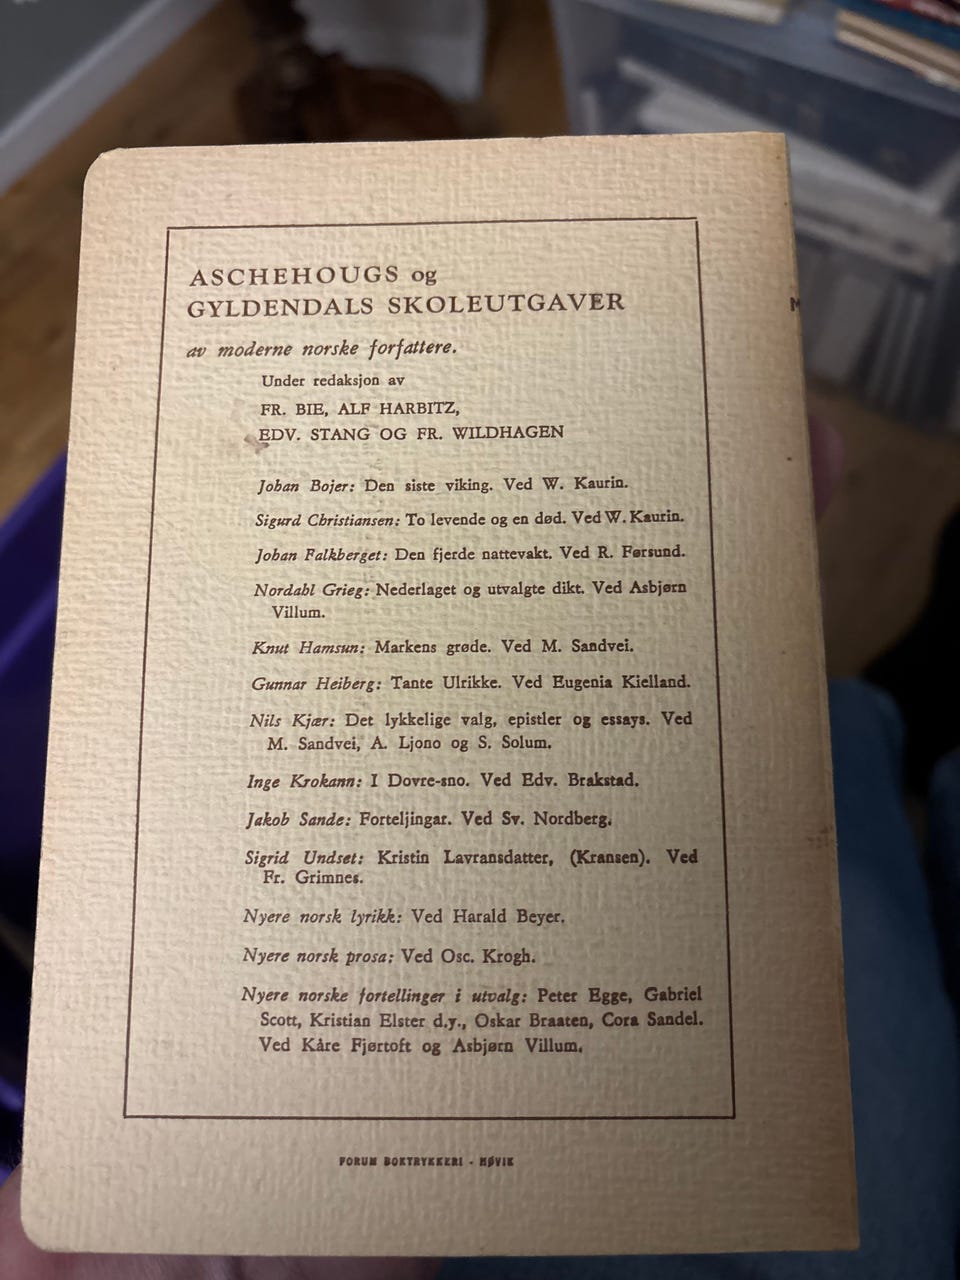 ASCHEHOUGS og
GYLDENDALS SKOLEUTGAVER
av moderne norske forfattere.
Under redaksjon av
FR. BIE, ALF HARBITZ,
EDV. STANG OG FR. WILDHAGEN
Johan Bojer: Den siste viking. Ved W. Kaurin.
Sigurd Christiansen: To levende og en død. Ved W. Kaurin.
Johan Falkberget: Den fjerde nattevakt. Ved R. Førsund.
Nordahl Grieg: Nederlaget og utvalgte dikt. Ved Asbjørn
Villum.
Knut Hamsun: Markens grøde. Ved M. Sandvei.
Gunnar Heiberg: Tante Ulrikke. Ved Eugenia Kielland.
Nils Kjær: Det lykkelige valg, epistler og essays. Ved
M. Sandvei, A. Ljono og S. Solum.
Inge Krokann: I Dovre-sno. Ved Edv. Brakstad.
Jakob Sande: Forteljingar. Ved Sv. Nordberg.
Sigrid Undset: Kristin Lavransdatter, (Kransen). Ved
Fr. Grimnes.
Nyere norsk lyrikk: Ved Harald Beyer.
Nyere norsk prosa: Ved Osc. Krogh.
Nyere norske fortellinger i utvalg: Peter Egge, Gabriel
Scott, Kristian Elster d.y., Oskar Braaten, Cora Sandel.
Ved Kåre Fjørtoft og Asbjørn Villum.
FORUM BOKTRYKKERI - HØVIK